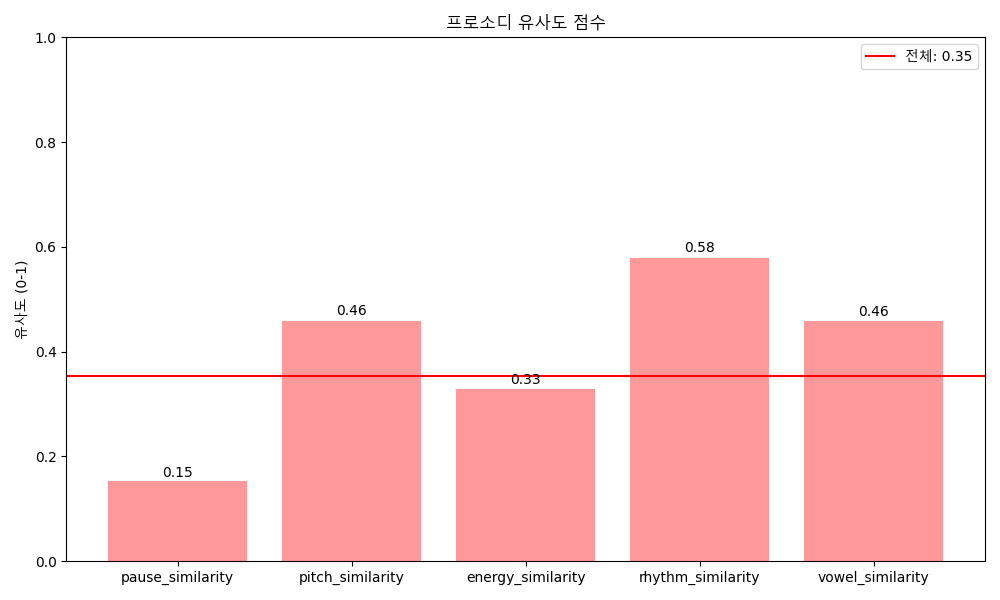 프로소디 유사도 점수
전체: 0.35
유사도 (0-1)
1.0
0.8
0.6
0.4
0.2
0.0
0.15
0.46
0.33
0.58
0.46
pause_similarity
pitch_similarity
energy_similarity
rhythm_similarity
vowel_similarity